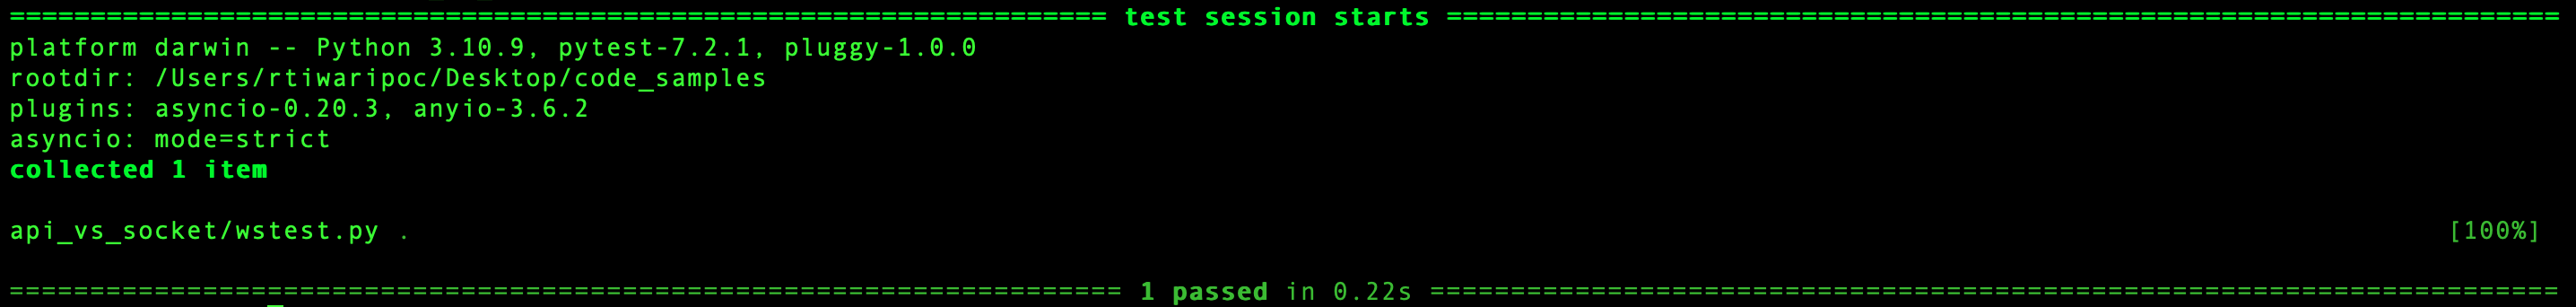 ==================================================================== test session starts =====================================================================
platform darwin -- Python 3.10.9, pytest-7.2.1, pluggy-1.0.0
rootdir: /Users/rtiwaripoc/Desktop/code_samples
plugins: asyncio-0.20.3, anyio-3.6.2
asyncio: mode=strict
collected 1 item
api_vs_socket/wstest.py . [100%]
===================================================================== 1 passed in 0.22s ======================================================================